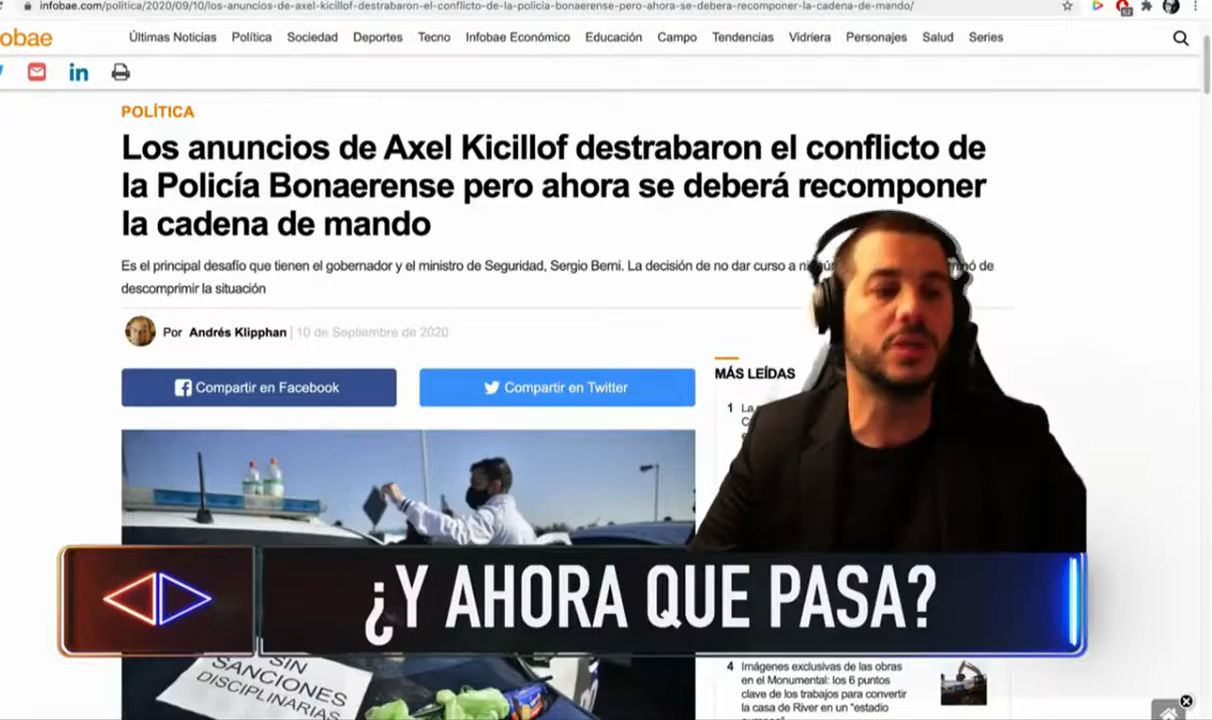 infobae.com/politica/2020/09/10/los-anuncios-de-axel-kicillof-destrabaron-el-conflicto-de-la-policia-bonaerense-pero-ahora-se-debera-recomponer-la-cadena-de-mando/
obae
Últimas Noticias Política Sociedad Deportes Tecno Infobae Económico Educación Campo Tendencias Vidriera Personajes Salud Series
in
POLÍTICA
Los anuncios de Axel Kicillof destrabaron el conflicto de
la Policía Bonaerense pero ahora se deberá recomponer
la cadena de mando
Es el principal desafío que tienen el gobernador y el ministro de Seguridad, Sergio Berni. La decisión de no dar curso a de
descomprimir la situación
Por Andrés Klipphan | 10 de Septiembre de 2020
Compartir en Facebook
Compartir en Twitter
MÁS LEÍDAS
1 La
¿Y AHORA QUE PASA?
SIN
SANCIONES
DISCIPLINARIAS
4 Imágenes exclusivas de las obras
en el Monumental: los 6 puntos
clave de los trabajos para convertir
la casa de River en un "estadio